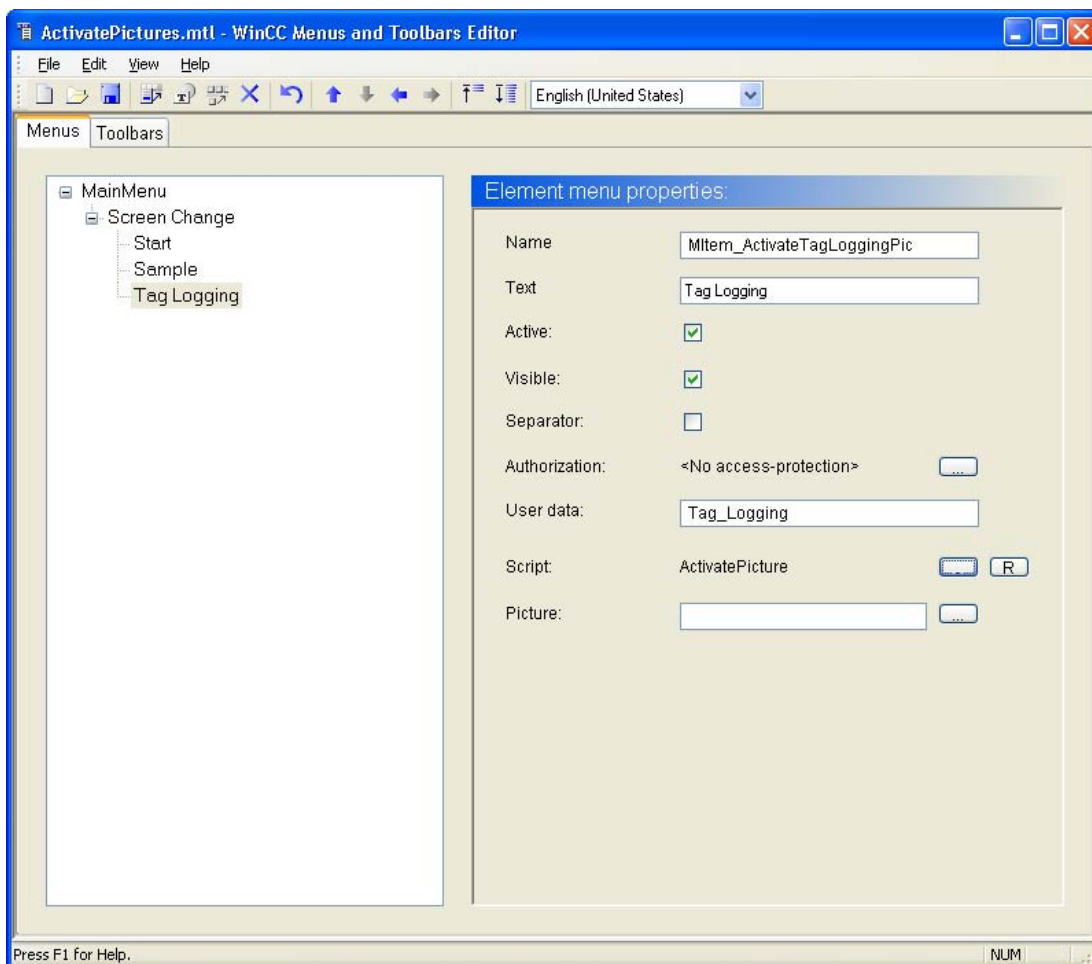 ActivatePictures.mtl - WinCC Menus and Toolbars Editor
File Edit View Help
English (United States)
Menus Toolbars
MainMenu
Screen Change
Start
Sample
Tag Logging
Element menu properties:
Name MItem_ActivateTagLoggingPic
Text Tag Logging
Active:
Visible:
Separator:
Authorization: <No access-protection> ...
User data: Tag_Logging
Script: ActivatePicture ... R
Picture: ...
Press F1 for Help. NUM